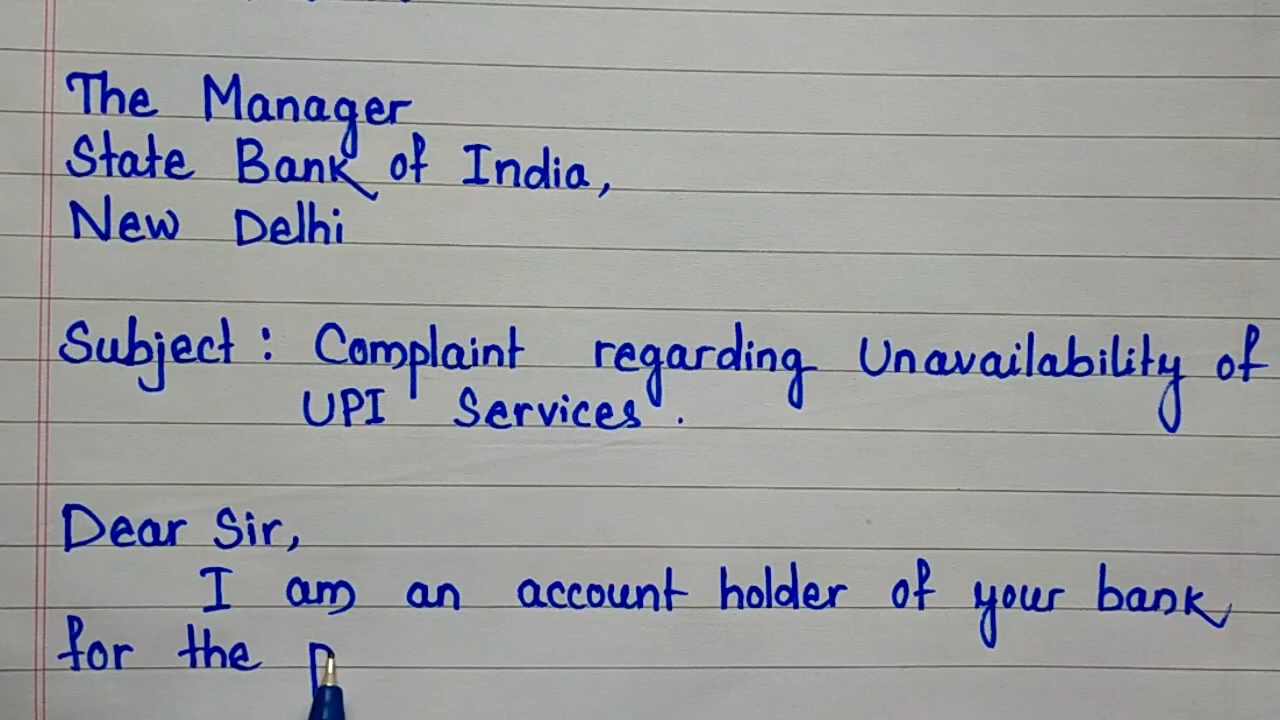 The Manager
State Bank of India,
New Delhi
Subject : Complaint regarding Unavailability of
UPI Services .
Dear Sir,
I am an account holder of your bank
for the